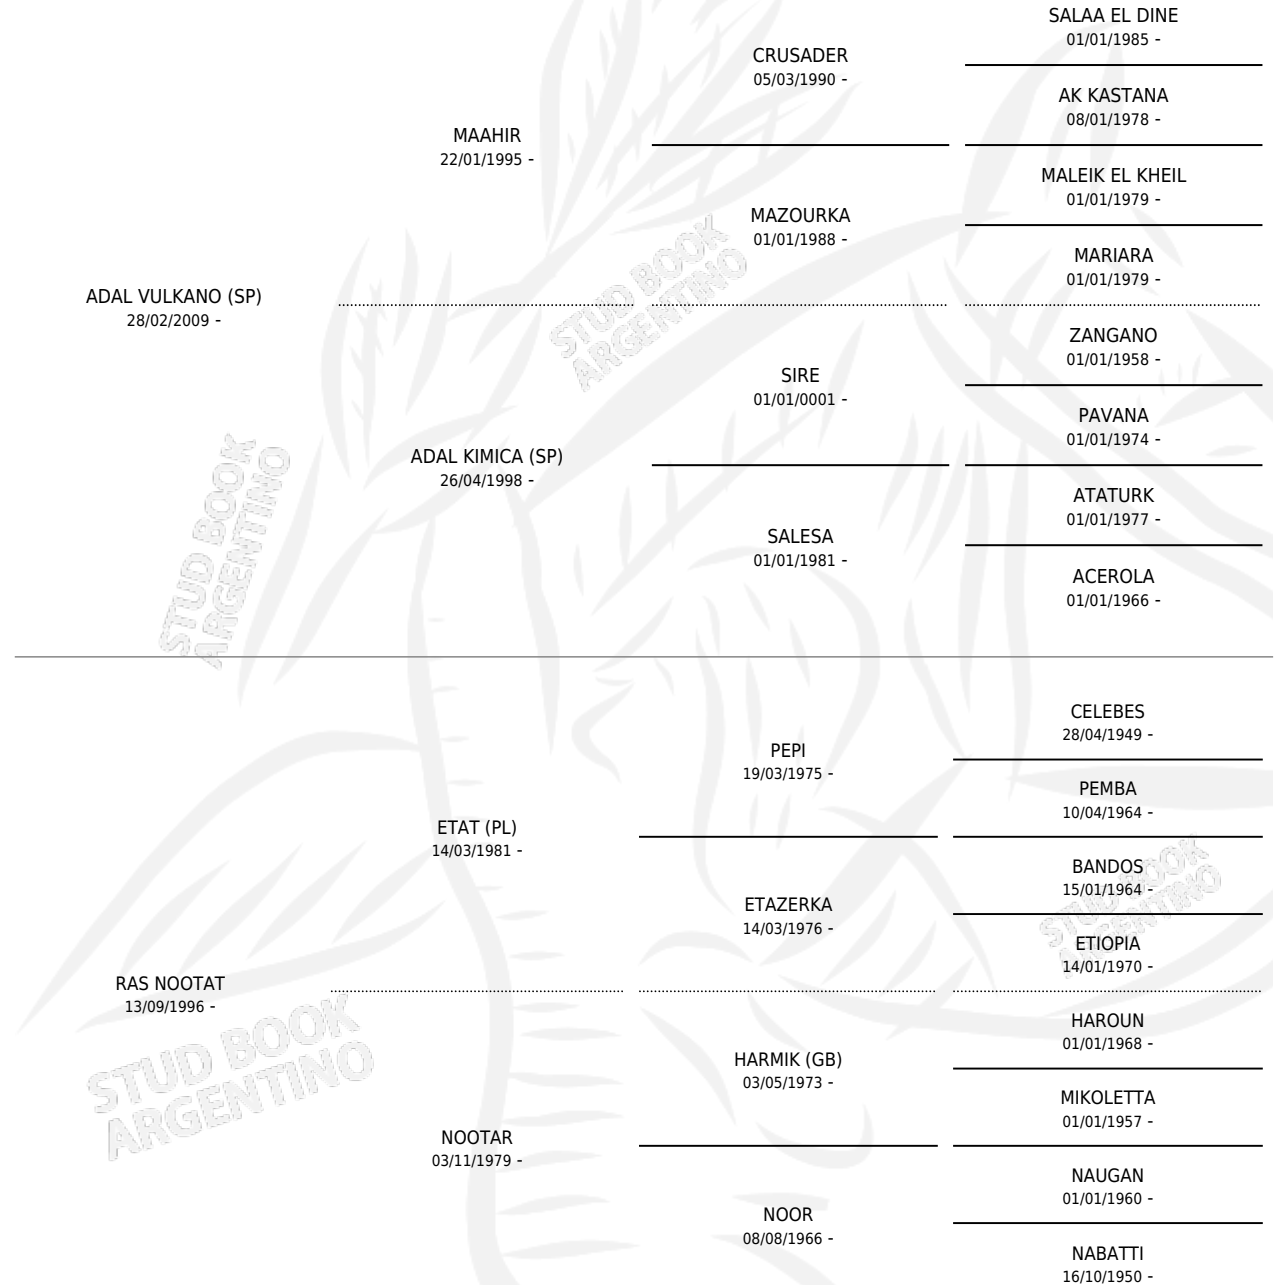 SALAA EL DINE
01/01/1985 -
CRUSADER
05/03/1990 -
AK KASTANA
08/01/1978 -
MAAHIR
22/01/1995 -
MALEIK EL KHEIL
01/01/1979 -
MAZOURKA
01/01/1988 -
MARIARA
01/01/1979 -
ADAL VULKANO (SP)
28/02/2009 -
ZANGANO
01/01/1958 -
SIRE
01/01/0001 -
PAVANA
01/01/1974 -
ADAL KIMICA (SP)
26/04/1998 -
ATATURK
01/01/1977 -
SALESA
01/01/1981 -
ACEROLA
01/01/1966 -
STUD BOOK
ARGENTINO
STUD BOOK
ARGENTINO
CELEBES
28/04/1949 -
PEPI
19/03/1975 -
PEMBA
10/04/1964 -
ETAT (PL)
14/03/1981 -
BANDOS
15/01/1964 -
ETAZERKA
14/03/1976 -
ETIOPIA
14/01/1970 -
RAS NOOTAT
13/09/1996 -
HAROUN
01/01/1968 -
HARMIK (GB)
03/05/1973 -
MIKOLETTA
01/01/1957 -
NOOTAR
03/11/1979 -
NAUGAN
01/01/1960 -
NOOR
08/08/1966 -
NABATTI
16/10/1950 -
STUD BOOK
ARGENTINO
STUD BOOK
ARGENTINO